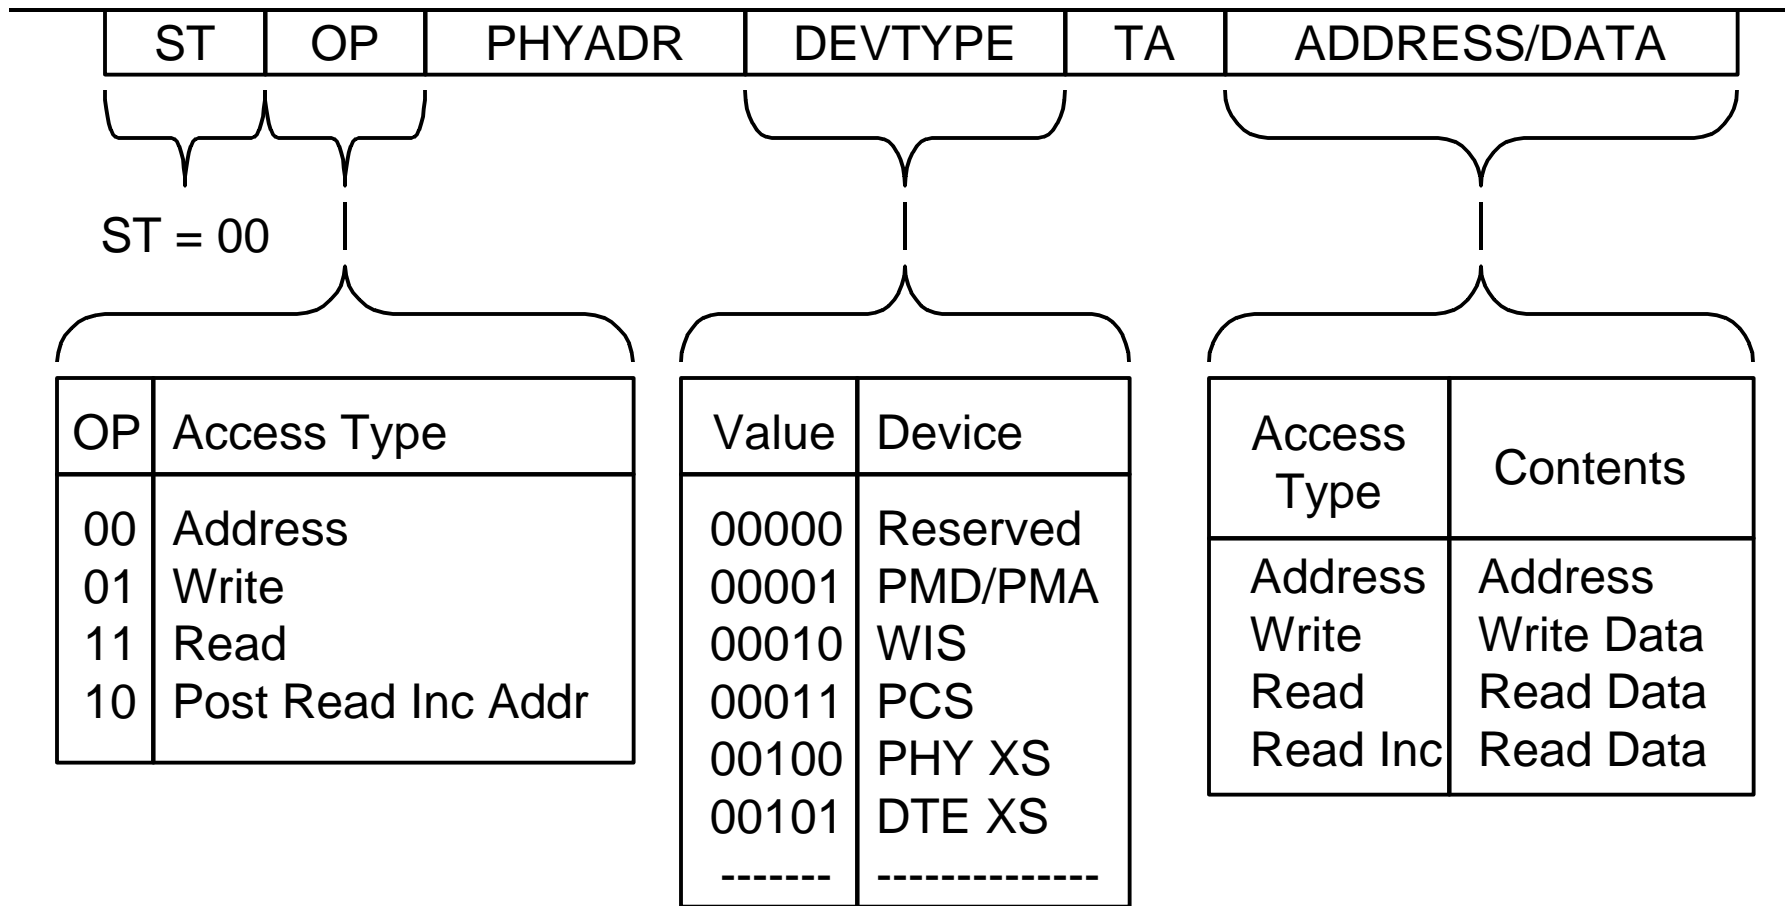 ST OP PHYADR DEVTYPE TA ADDRESS/DATA
ST = 00
OP Access Type
00 Address
01 Write
11 Read
10 Post Read Inc Addr
Value Device
00000 Reserved
00001 PMD/PMA
00010 WIS
00011 PCS
00100 PHY XS
00101 DTE XS
------- --------------
Access
Type
Contents
Address Address
Write Write Data
Read Read Data
Read Inc Read Data